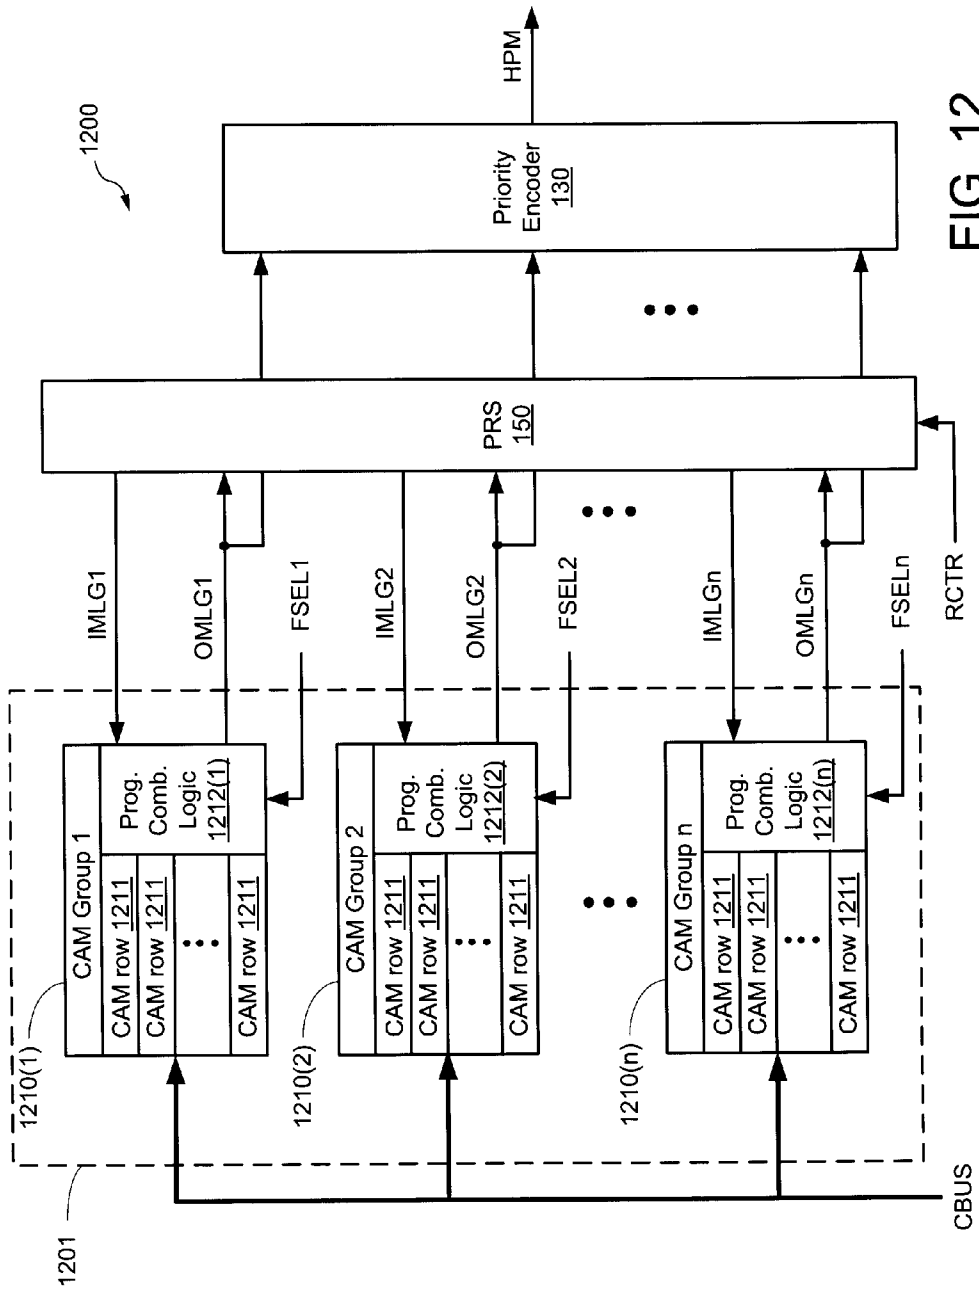 1200
1201
1210(1)
CAM Group 1
CAM row 1211
CAM row 1211
•••
CAM row 1211
Prog.
Comb.
Logic
1212(1)
IMLG1
OMLG1
FSEL1
1210(2)
CAM Group 2
CAM row 1211
CAM row 1211
•••
CAM row 1211
Prog.
Comb.
Logic
1212(2)
IMLG2
OMLG2
FSEL2
•••
•••
•••
1210(n)
CAM Group n
CAM row 1211
CAM row 1211
•••
CAM row 1211
Prog.
Comb.
Logic
1212(n)
IMLGn
OMLGn
FSELn
PRS
150
Priority
Encoder
130
HPM
CBUS
RCTR
FIG. 12